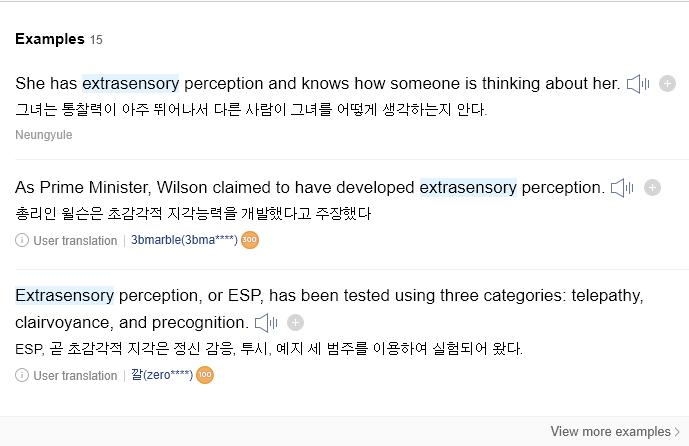 Examples 15
She has extrasensory perception and knows how someone is thinking about her.
그녀는 통찰력이 아주 뛰어나서 다른 사람이 그녀를 어떻게 생각하는지 안다.
Neungyule
As Prime Minister, Wilson claimed to have developed extrasensory perception.
총리인 윌슨은 초감각적 지각능력을 개발했다고 주장했다
User translation | 3bmarble(3bma****) 300
Extrasensory perception, or ESP, has been tested using three categories: telepathy,
clairvoyance, and precognition.
ESP, 곧 초감각적 지각은 정신 감응, 투시, 예지 세 범주를 이용하여 실험되어 왔다.
User translation | 깔(zero****) 100
View more examples